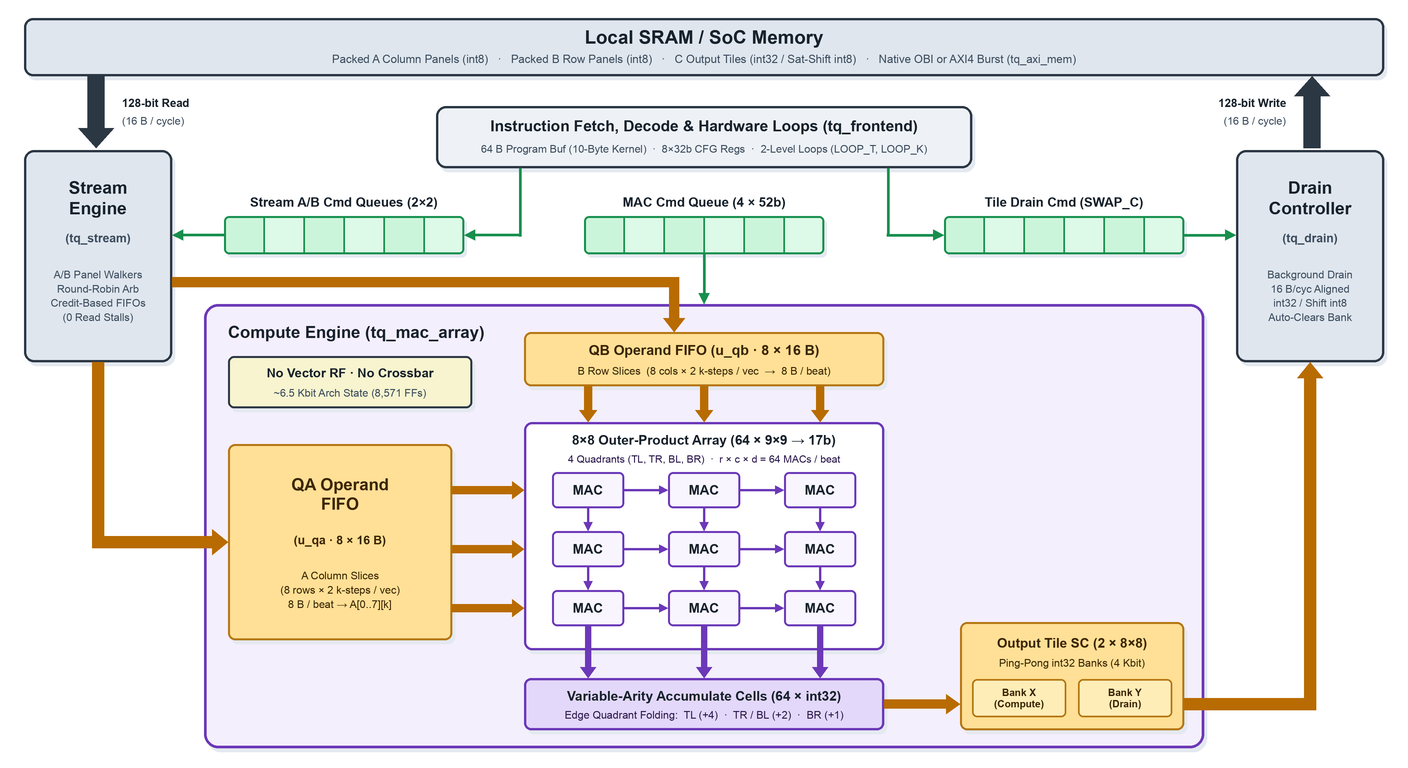 Local SRAM / SoC Memory
Packed A Column Panels (int8) · Packed B Row Panels (int8) · C Output Tiles (int32 / Sat-Shift int8) · Native OBI or AXI4 Burst (tq_axi_mem)
128-bit Read
(16 B / cycle)
128-bit Write
(16 B / cycle)
Instruction Fetch, Decode & Hardware Loops (tq_frontend)
64 B Program Buf (10-Byte Kernel) · 8×32b CFG Regs · 2-Level Loops (LOOP_T, LOOP_K)
Stream
Engine
(tq_stream)
A/B Panel Walkers
Round-Robin Arb
Credit-Based FIFOs
(0 Read Stalls)
Stream A/B Cmd Queues (2×2)
MAC Cmd Queue (4 × 52b)
Tile Drain Cmd (SWAP_C)
Drain
Controller
(tq_drain)
Background Drain
16 B/cyc Aligned
int32 / Shift int8
Auto-Clears Bank
Compute Engine (tq_mac_array)
No Vector RF · No Crossbar
~6.5 Kbit Arch State (8,571 FFs)
QB Operand FIFO (u_qb · 8 × 16 B)
B Row Slices (8 cols × 2 k-steps / vec → 8 B / beat)
QA Operand
FIFO
(u_qa · 8 × 16 B)
A Column Slices
(8 rows × 2 k-steps / vec)
8 B / beat → A[0..7][k]
8×8 Outer-Product Array (64 × 9×9 → 17b)
4 Quadrants (TL, TR, BL, BR) · r × c × d = 64 MACs / beat
MAC MAC MAC
MAC MAC MAC
MAC MAC MAC
Variable-Arity Accumulate Cells (64 × int32)
Edge Quadrant Folding: TL (+4) · TR / BL (+2) · BR (+1)
Output Tile SC (2 × 8×8)
Ping-Pong int32 Banks (4 Kbit)
Bank X
(Compute)
Bank Y
(Drain)